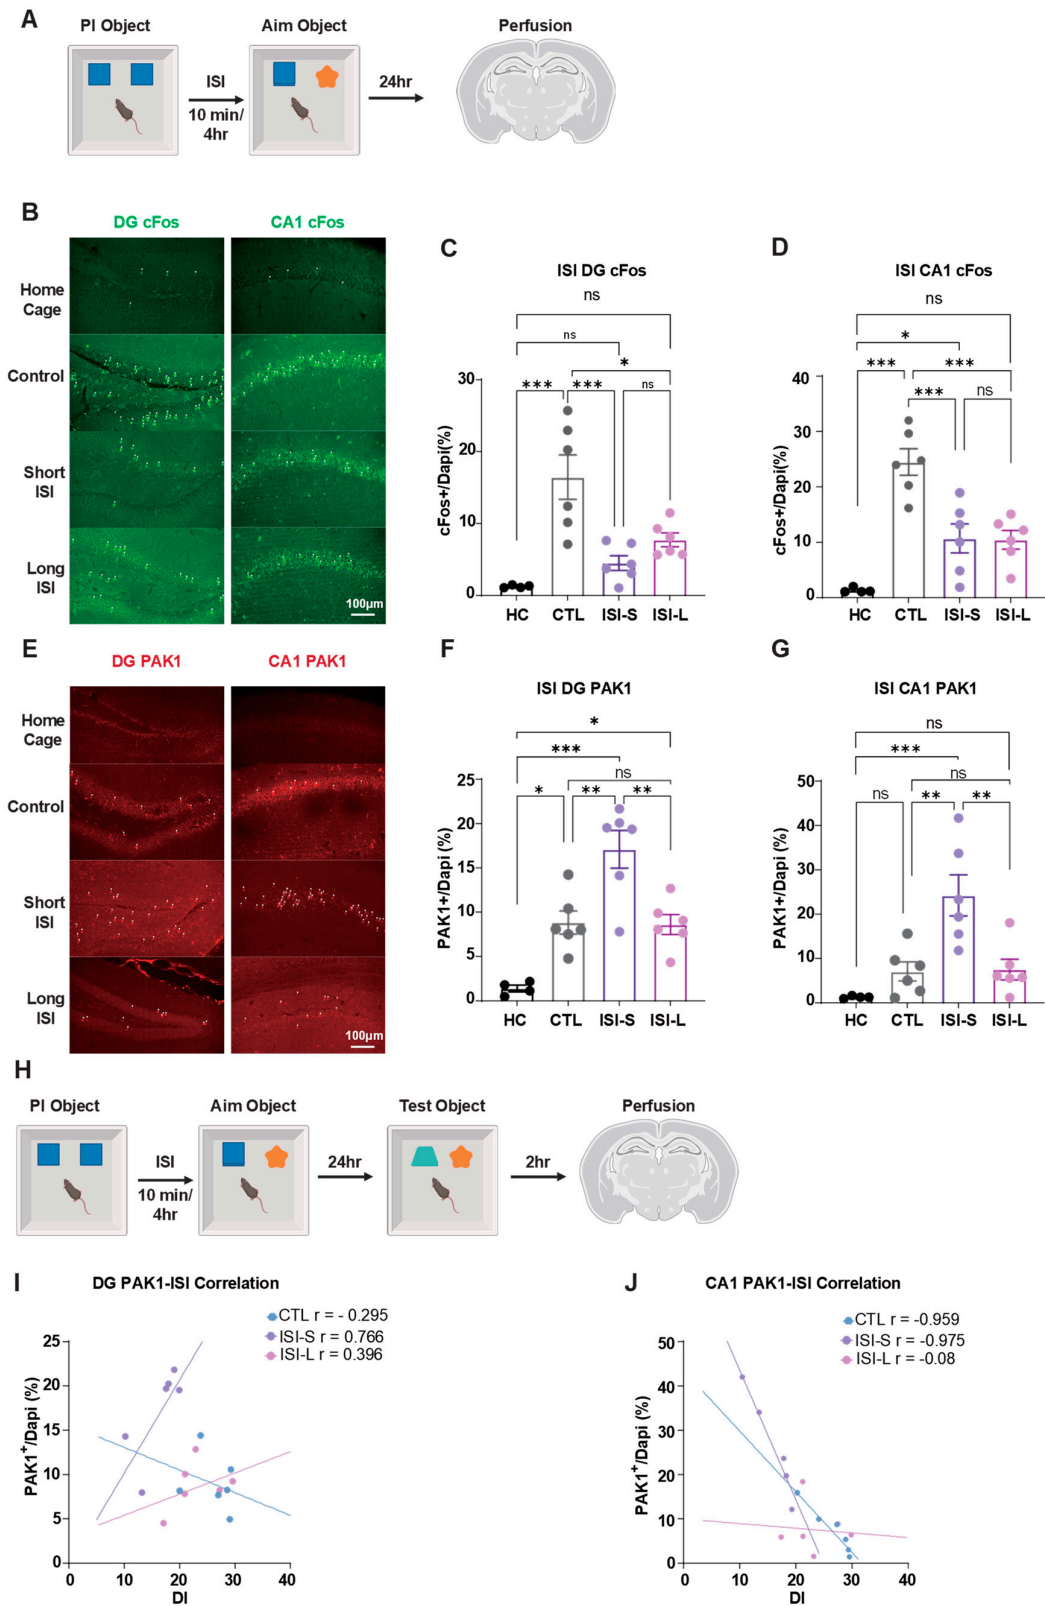 A
PI Object
Aim Object
Perfusion
ISI
10 min/
4hr
24hr
B
DG cFos
CA1 cFos
Home
Cage
Control
Short
ISI
Long
ISI
100µm
C
ISI DG cFos
ns
ns
*
*** *** ns
cFos+/Dapi(%)
30
20
10
0
HC CTL ISI-S ISI-L
D
ISI CA1 cFos
ns
*
*** ***
*** ns
cFos+/Dapi(%)
40
30
20
10
0
HC CTL ISI-S ISI-L
E
DG PAK1
CA1 PAK1
Home
Cage
Control
Short
ISI
Long
ISI
100µm
F
ISI DG PAK1
*
***
ns
* ** **
PAK1+/Dapi (%)
25
20
15
10
5
0
HC CTL ISI-S ISI-L
G
ISI CA1 PAK1
ns
***
ns
ns ** **
PAK1+/Dapi (%)
50
40
30
20
10
0
HC CTL ISI-S ISI-L
H
PI Object
Aim Object
Test Object
Perfusion
ISI
10 min/
4hr
24hr
2hr
I
DG PAK1-ISI Correlation
CTL r = - 0.295
ISI-S r = 0.766
ISI-L r = 0.396
PAK1+/Dapi (%)
25
20
15
10
5
0
0 10 20 30 40
DI
J
CA1 PAK1-ISI Correlation
CTL r = -0.959
ISI-S r = -0.975
ISI-L r = -0.08
PAK1+/Dapi (%)
50
40
30
20
10
0
0 10 20 30 40
DI